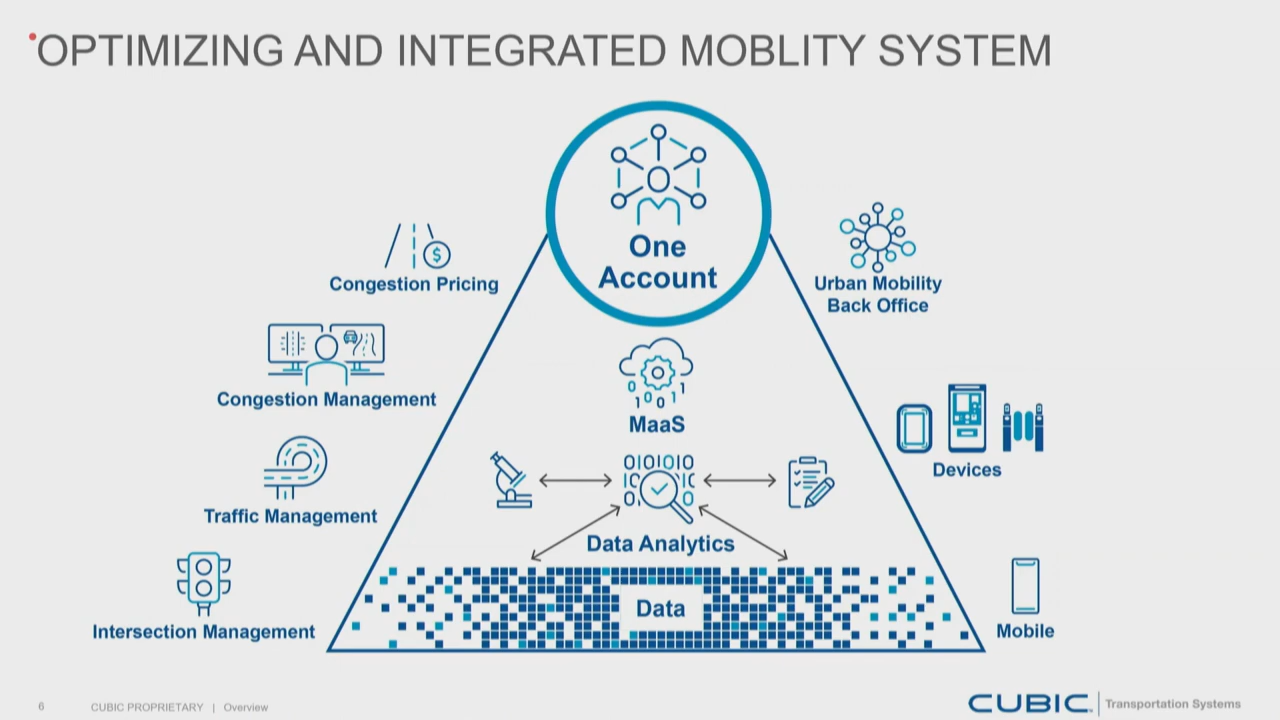 OPTIMIZING AND INTEGRATED MOBLITY SYSTEM
One
Account
Congestion Pricing
Urban Mobility
Back Office
Congestion Management
MaaS
Devices
Traffic Management
Data Analytics
Data
Intersection Management
Mobile
6
CUBIC PROPRIETARY | Overview
CUBIC
Transportation Systems